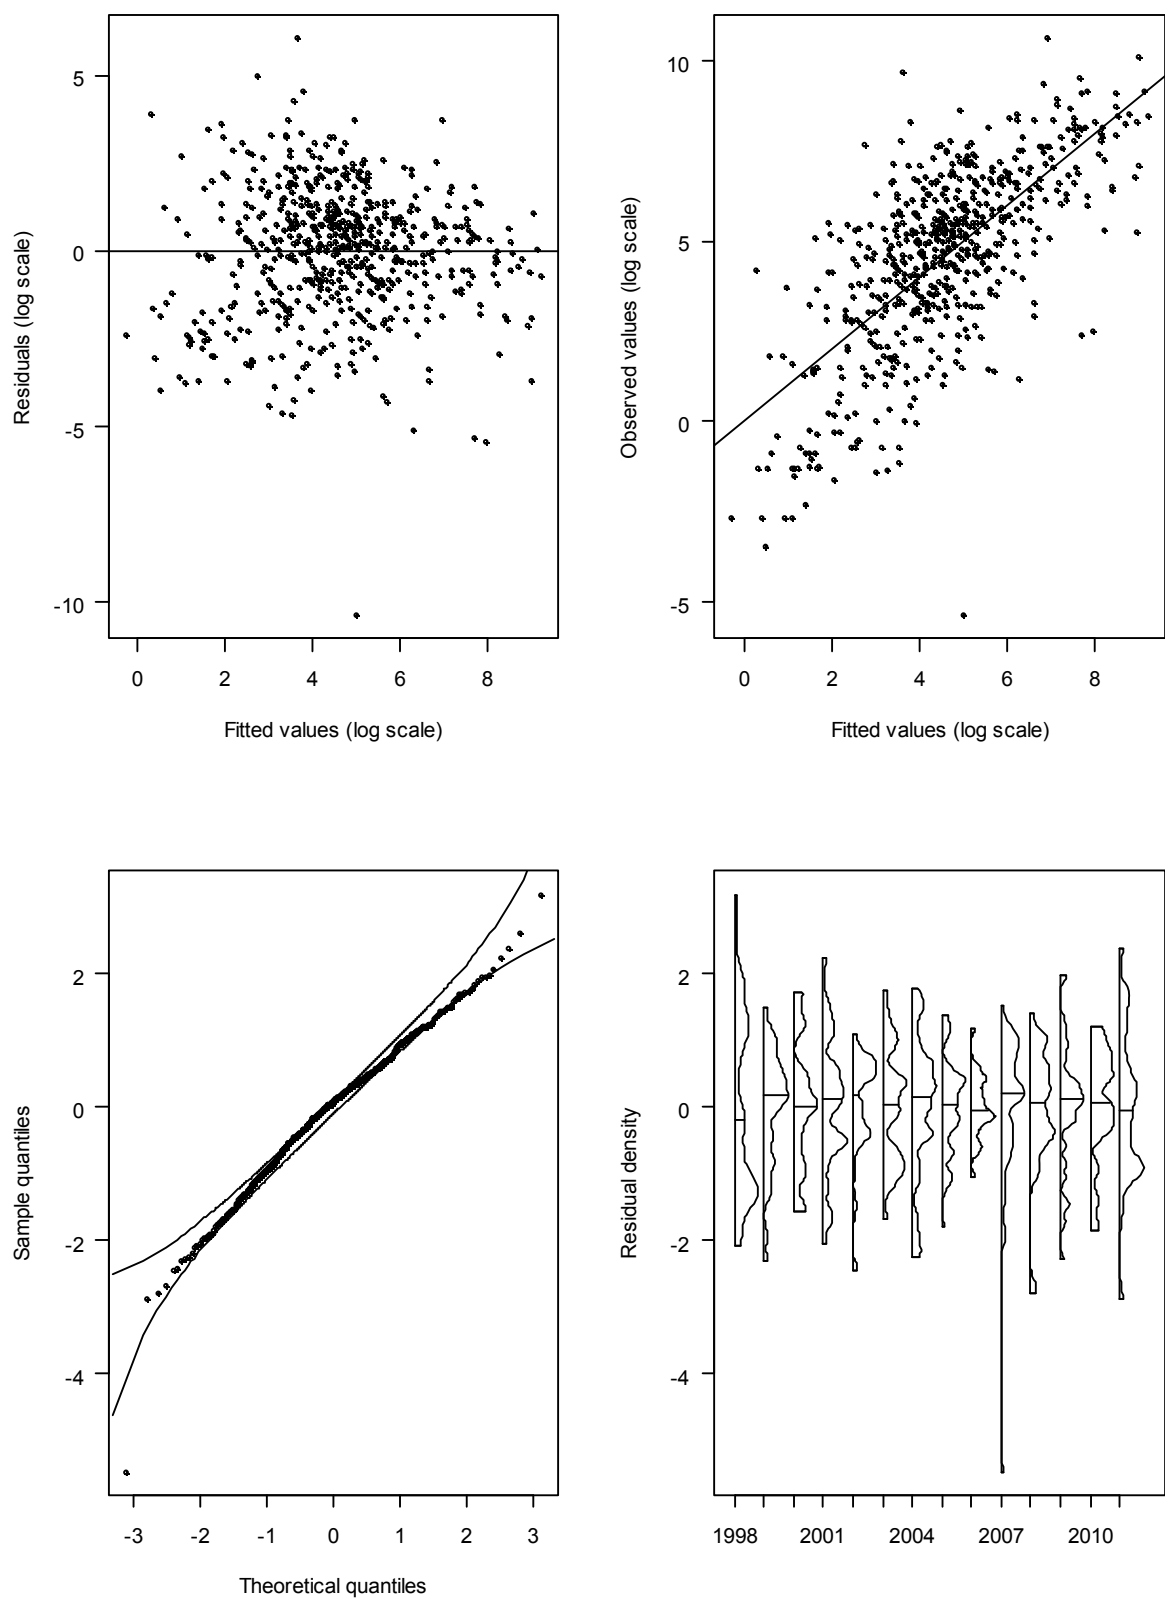 5
0
-5
-10
Residuals (log scale)
0 2 4 6 8
Fitted values (log scale)
10
5
0
-5
Observed values (log scale)
0 2 4 6 8
Fitted values (log scale)
2
0
-2
-4
Sample quantiles
-3 -2 -1 0 1 2 3
Theoretical quantiles
2
0
-2
-4
Residual density
1998 2001 2004 2007 2010